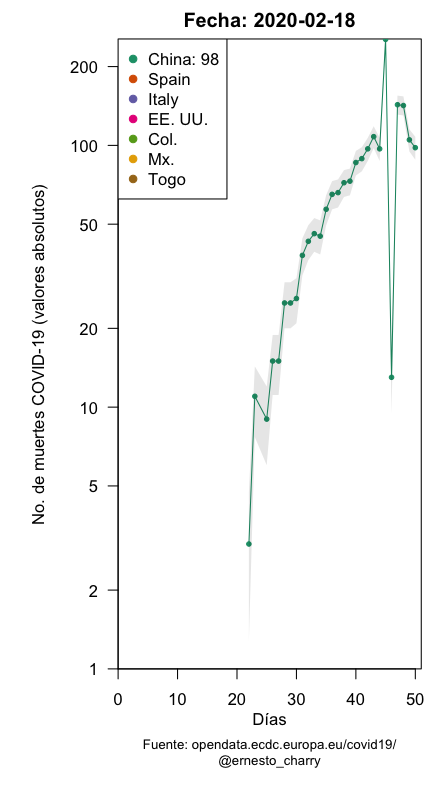 Fecha: 2020-02-18
China: 98
Spain
Italy
EE. UU.
Col.
Mx.
Togo
No. de muertes COVID-19 (valores absolutos)
200
100
50
20
10
5
2
1
0 10 20 30 40 50
Días
Fuente: opendata.ecdc.europa.eu/covid19/
@ernesto_charry